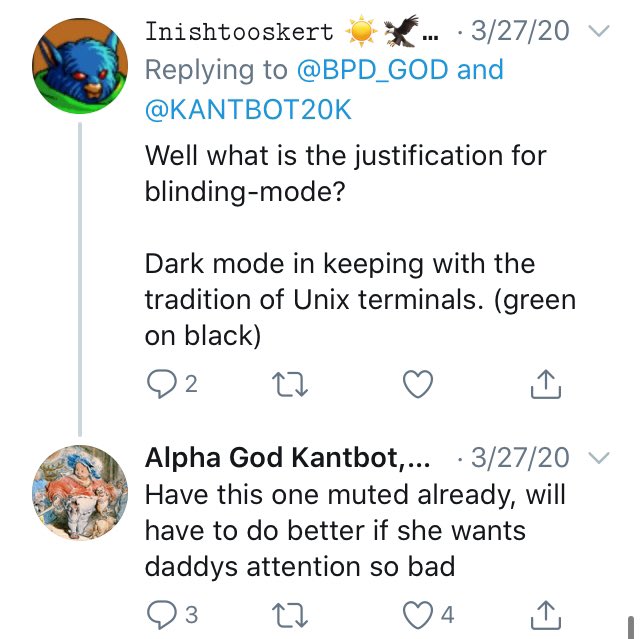 Inishtooskert ☀️🦅... · 3/27/20
Replying to @BPD_GOD and
@KANTBOT20K
Well what is the justification for
blinding-mode?
Dark mode in keeping with the
tradition of Unix terminals. (green
on black)
2
Alpha God Kantbot,... · 3/27/20
Have this one muted already, will
have to do better if she wants
daddys attention so bad
3 4